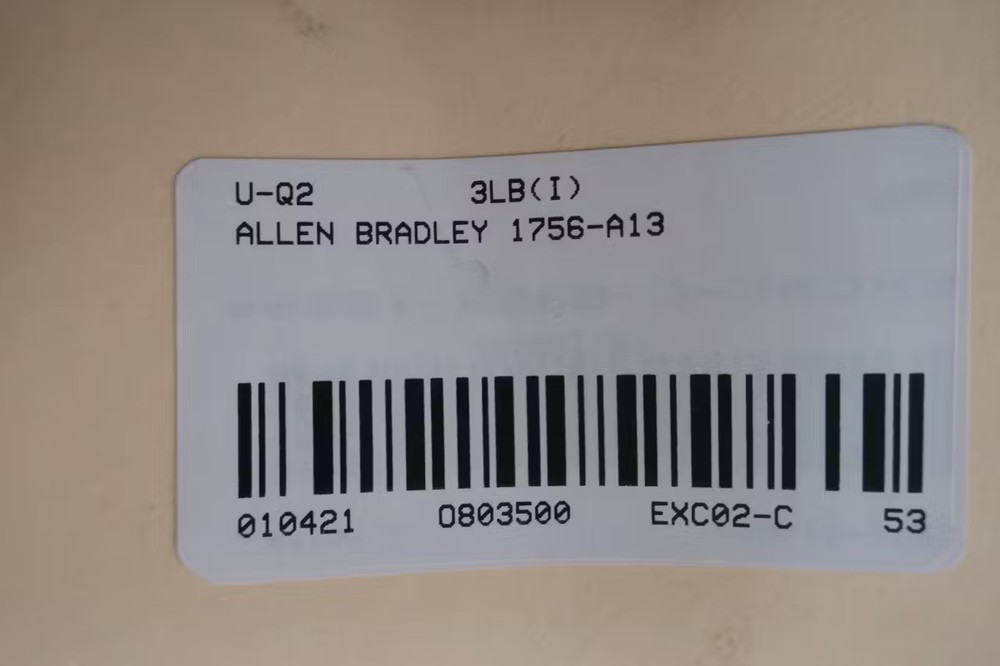 U-Q2 3LB(I)
ALLEN BRADLEY 1756-A13
010421 0803500 EXC02-C 53